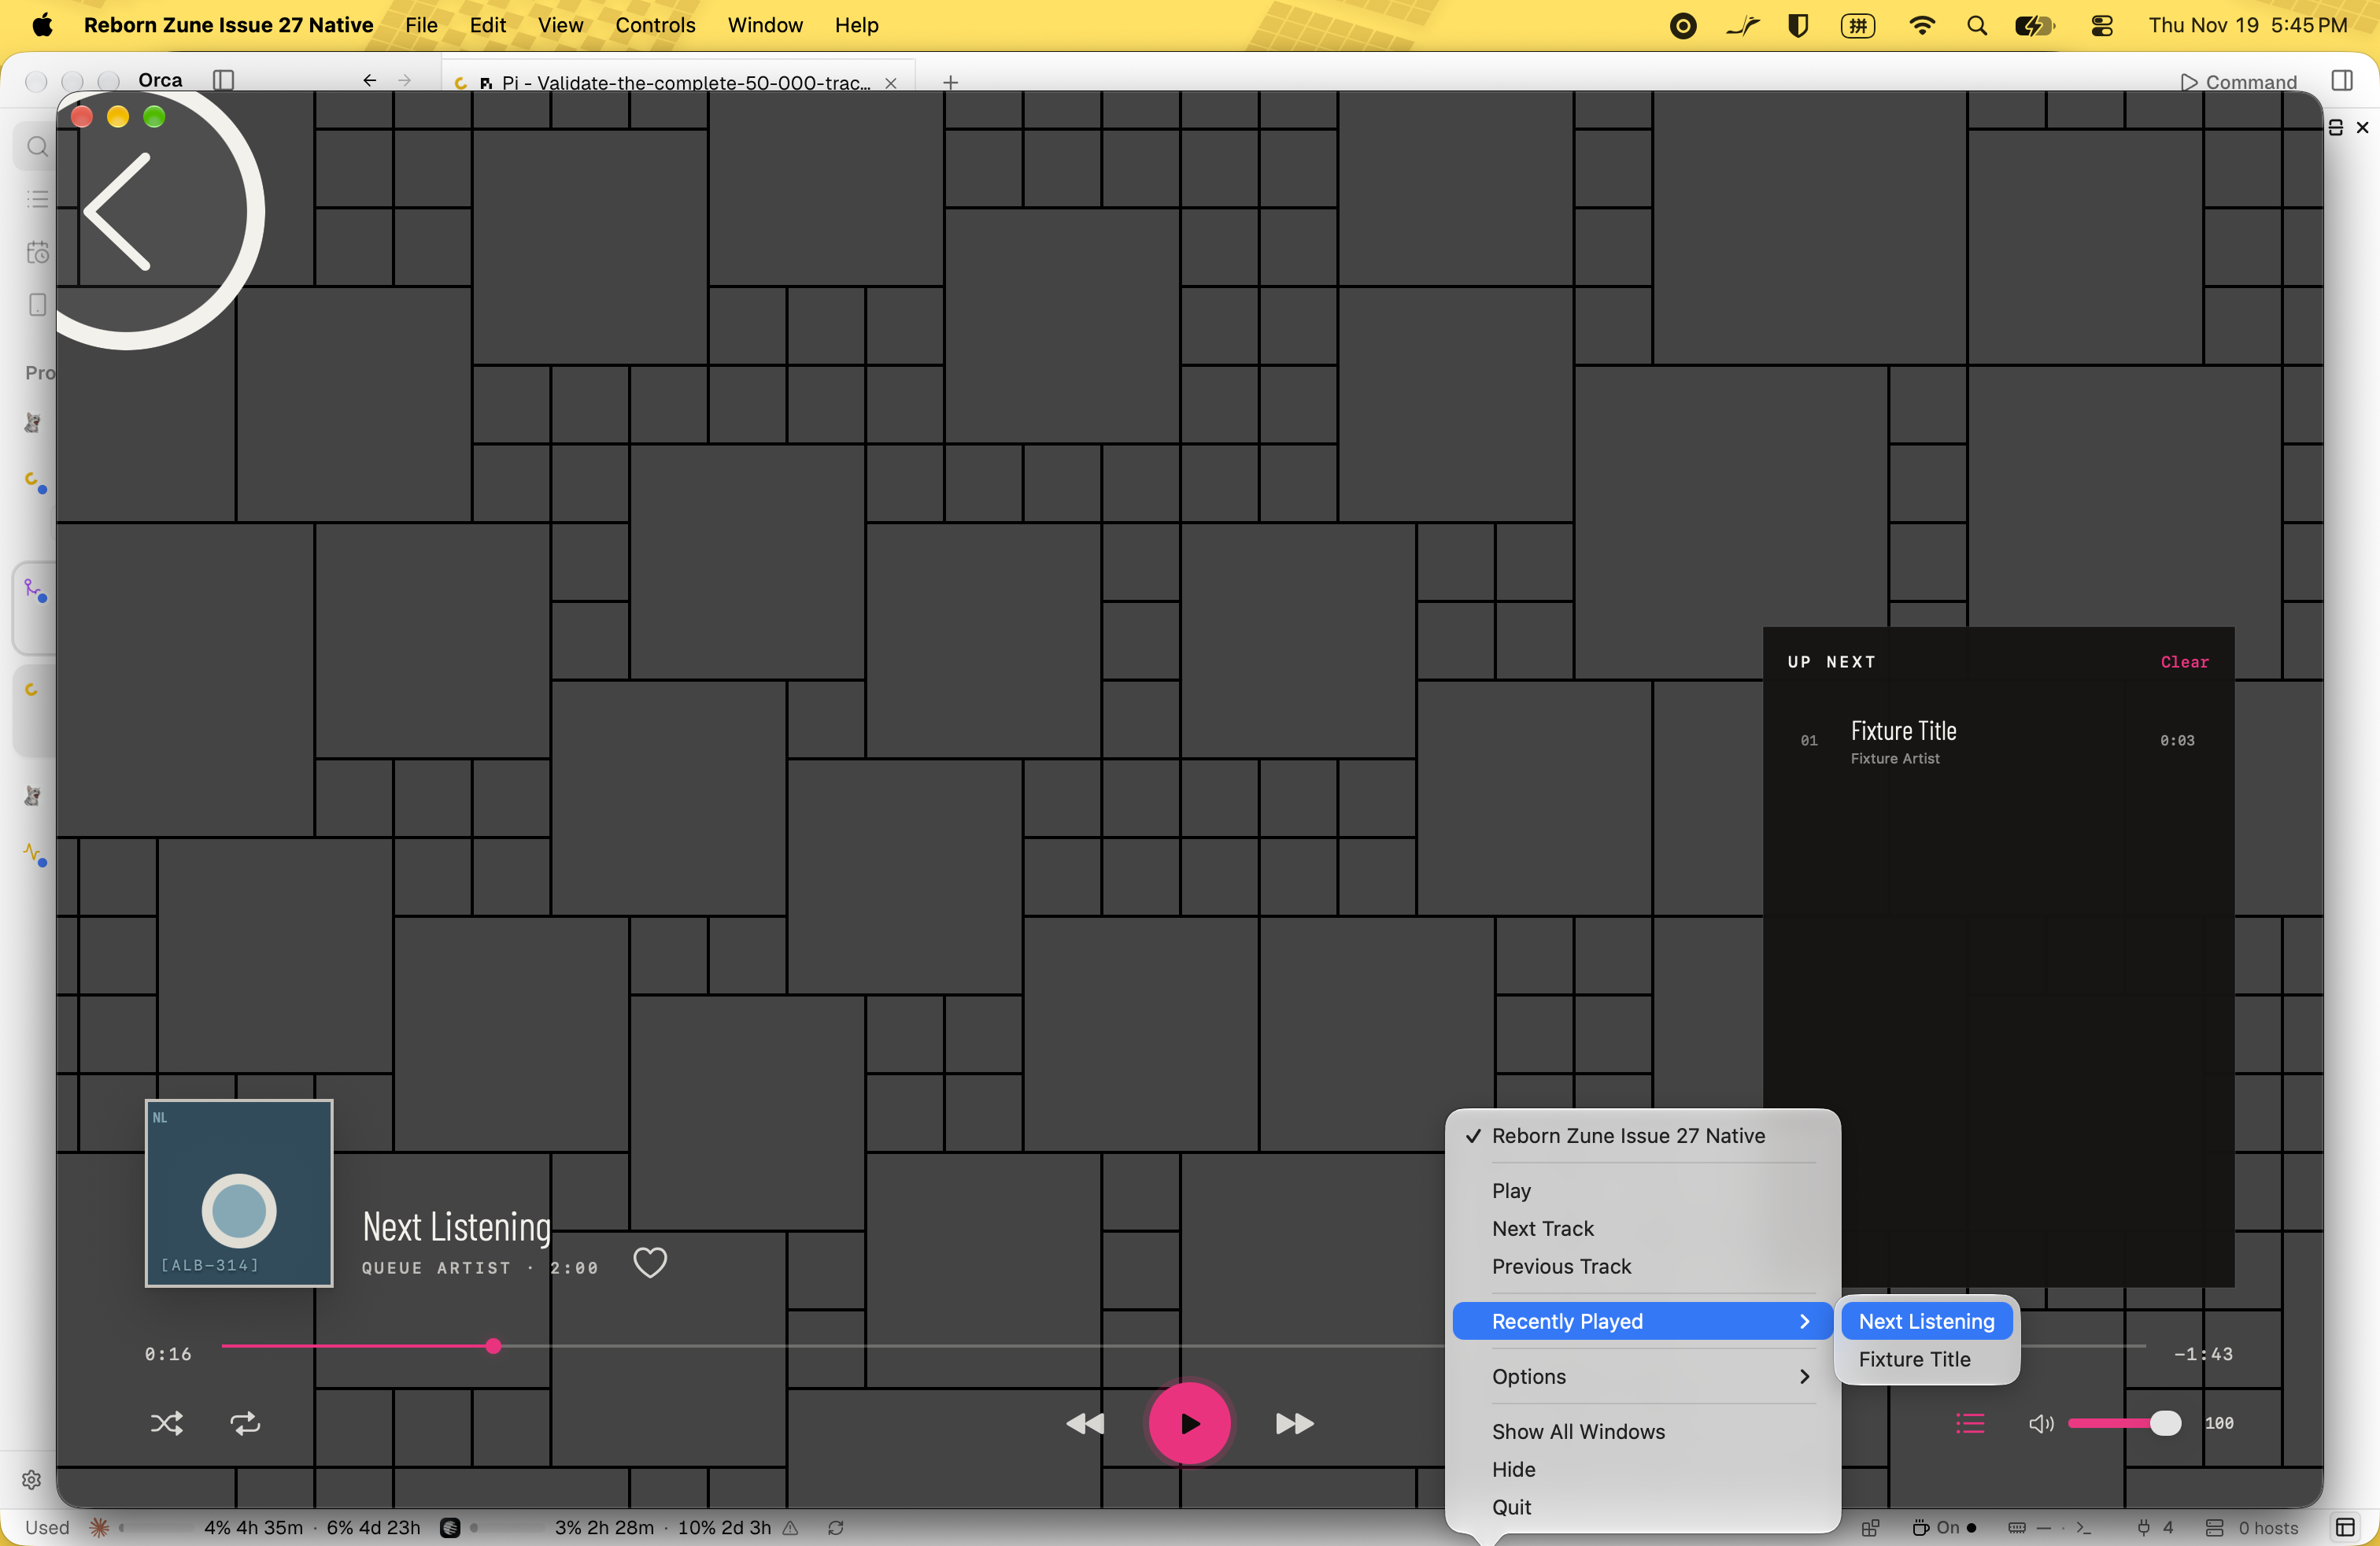 Reborn Zune Issue 27 Native File Edit View Controls Window Help 拼 Thu Nov 19 5:45 PM
Orca Pi - Validate-the-complete-50-000-trac... Command
Pro
UP NEXT Clear
01 Fixture Title 0:03
Fixture Artist
NL
[ALB-314]
Next Listening
QUEUE ARTIST · 2:00
0:16 -1:43
100
Reborn Zune Issue 27 Native
Play
Next Track
Previous Track
Recently Played
Options
Show All Windows
Hide
Quit
Next Listening
Fixture Title
Used 4% 4h 35m · 6% 4d 23h 3% 2h 28m · 10% 2d 3h On 4 0 hosts